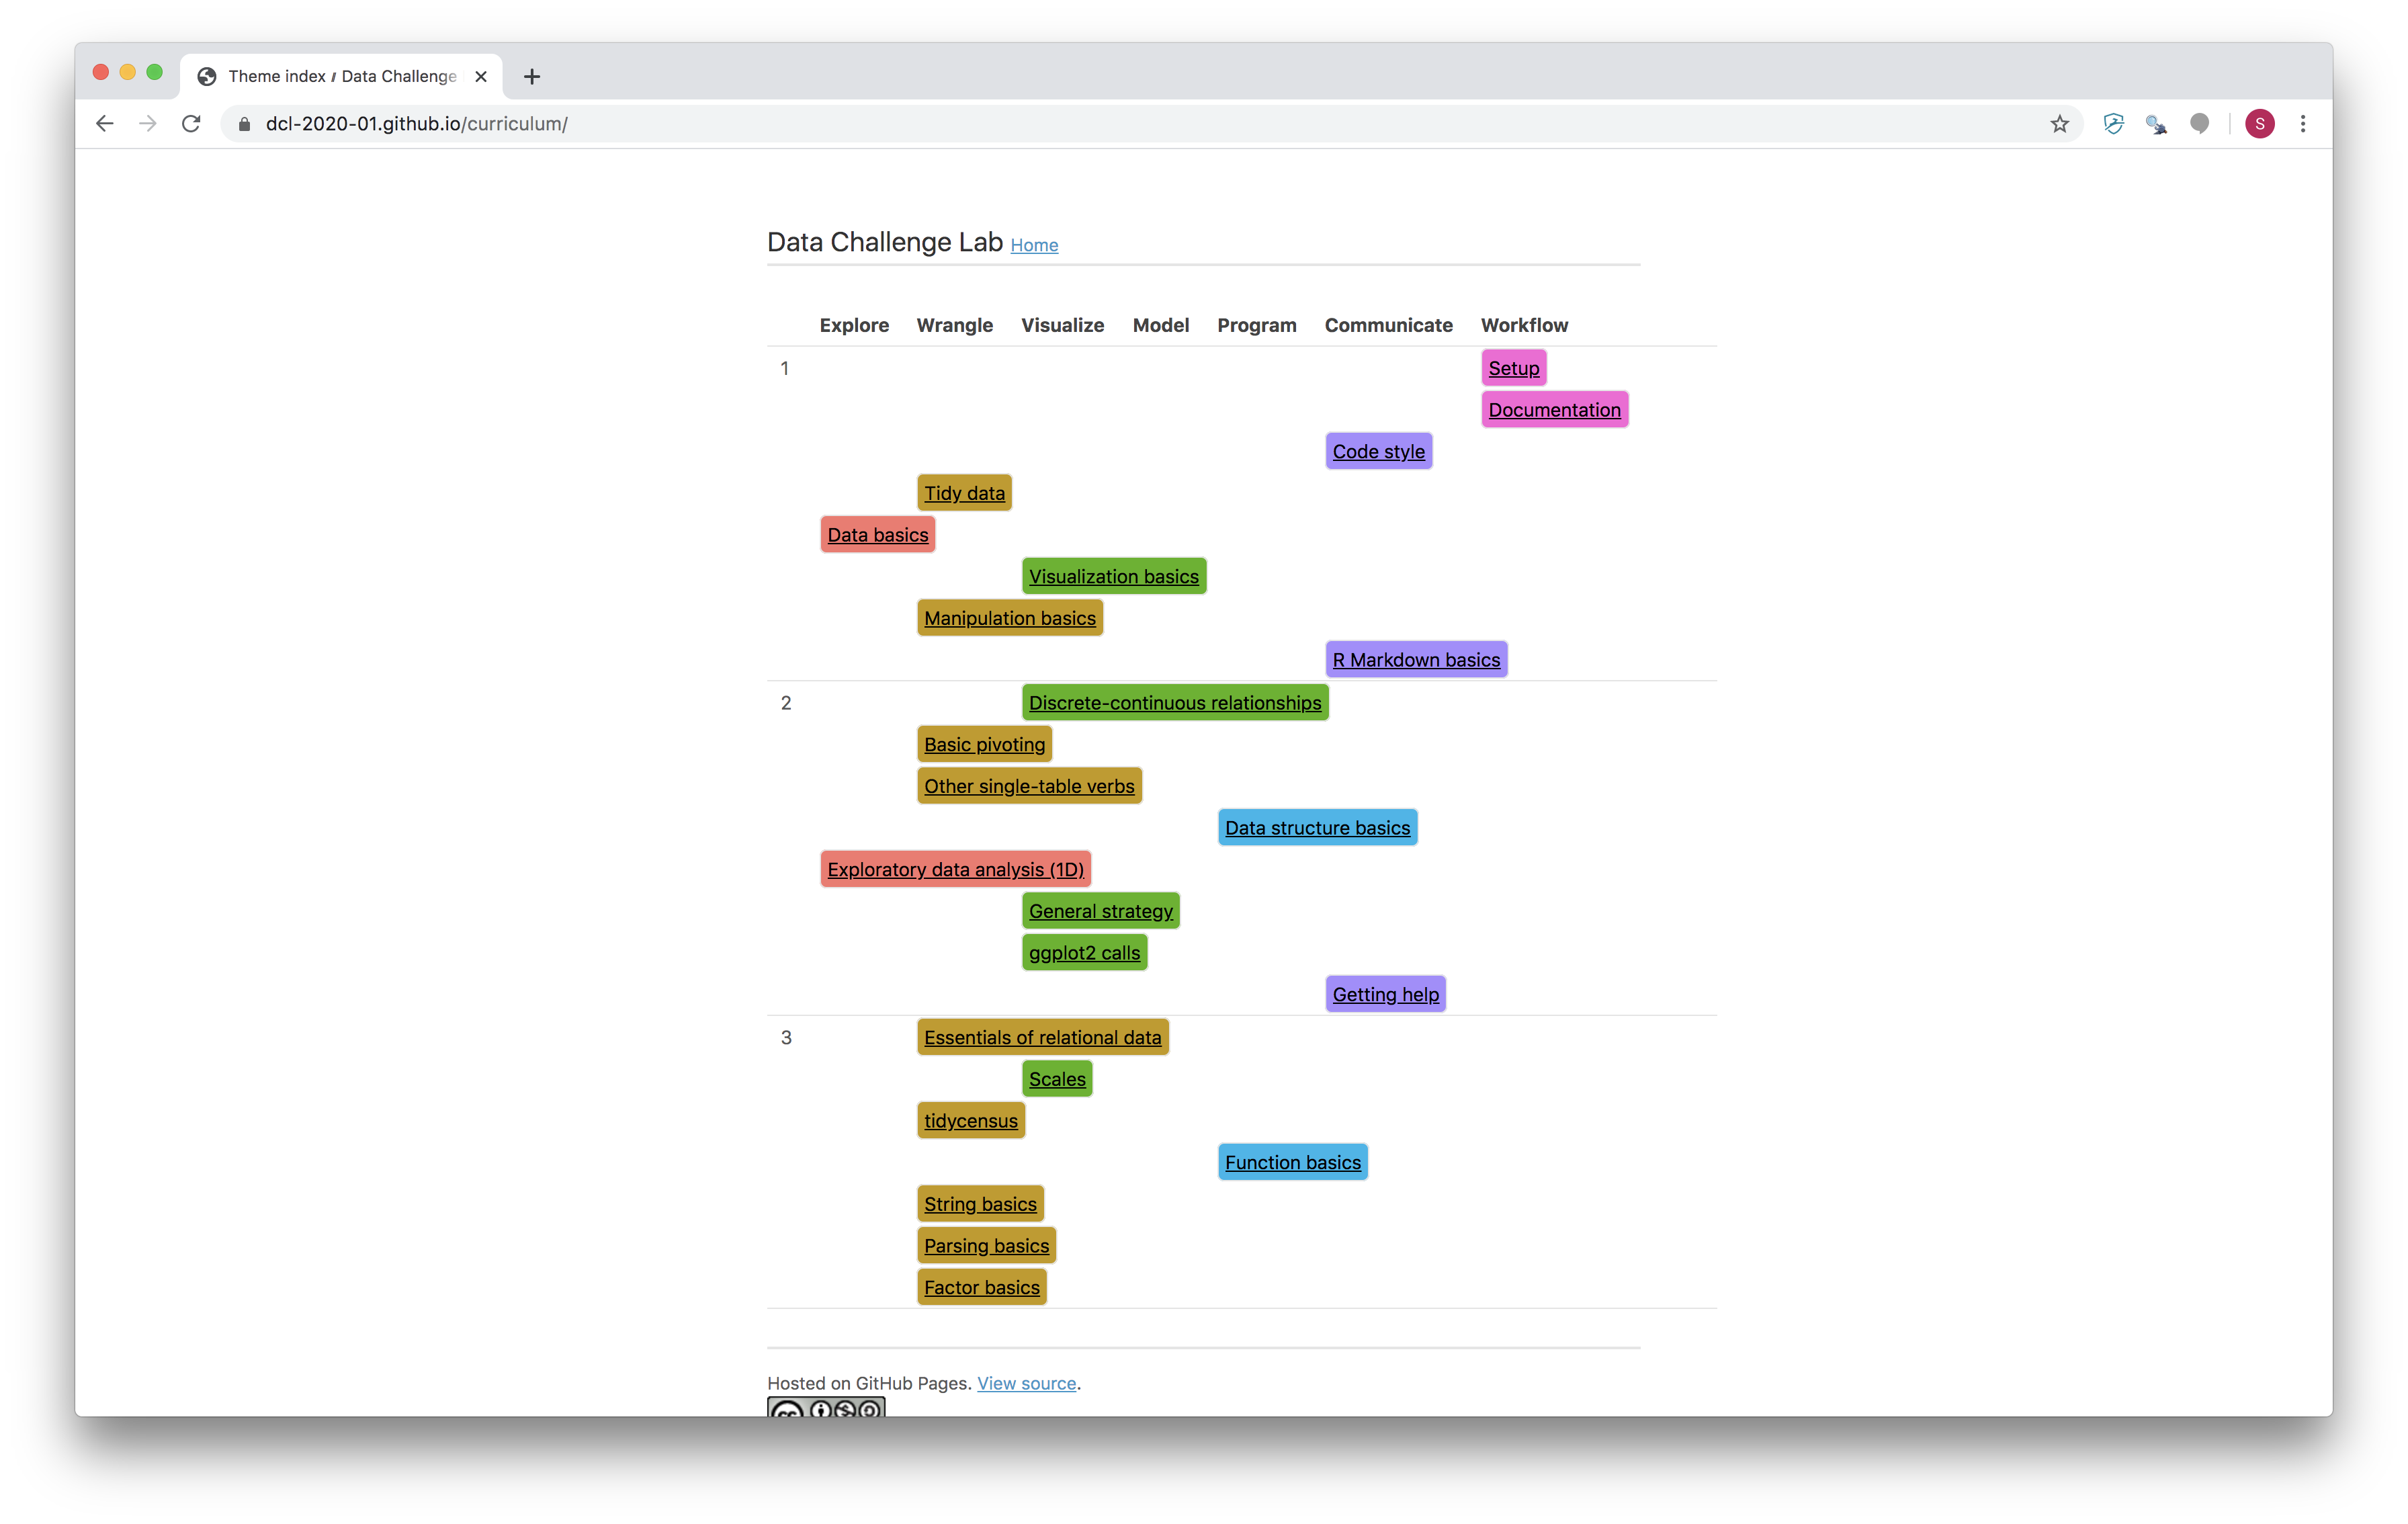 Theme index // Data Challenge
dcl-2020-01.github.io/curriculum/
S
Data Challenge Lab Home
Explore Wrangle Visualize Model Program Communicate Workflow
1 Setup
Documentation
Code style
Tidy data
Data basics
Visualization basics
Manipulation basics
R Markdown basics
2 Discrete-continuous relationships
Basic pivoting
Other single-table verbs
Data structure basics
Exploratory data analysis (1D)
General strategy
ggplot2 calls
Getting help
3 Essentials of relational data
Scales
tidycensus
Function basics
String basics
Parsing basics
Factor basics
Hosted on GitHub Pages. View source.
cc